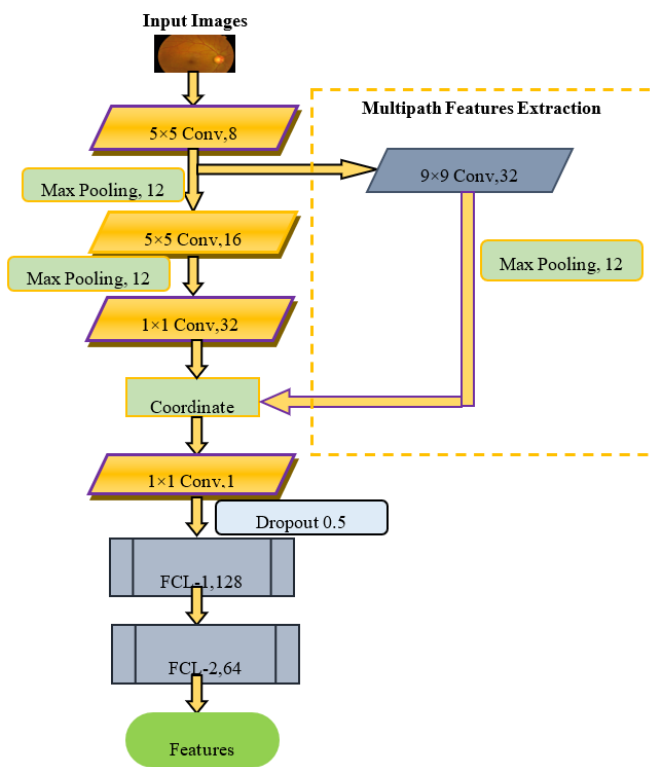 Input Images
Multipath Features Extraction
5×5 Conv,8
9×9 Conv,32
Max Pooling, 12
5×5 Conv,16
Max Pooling, 12
Max Pooling, 12
1×1 Conv,32
Coordinate
1×1 Conv,1
Dropout 0.5
FCL-1,128
FCL-2,64
Features